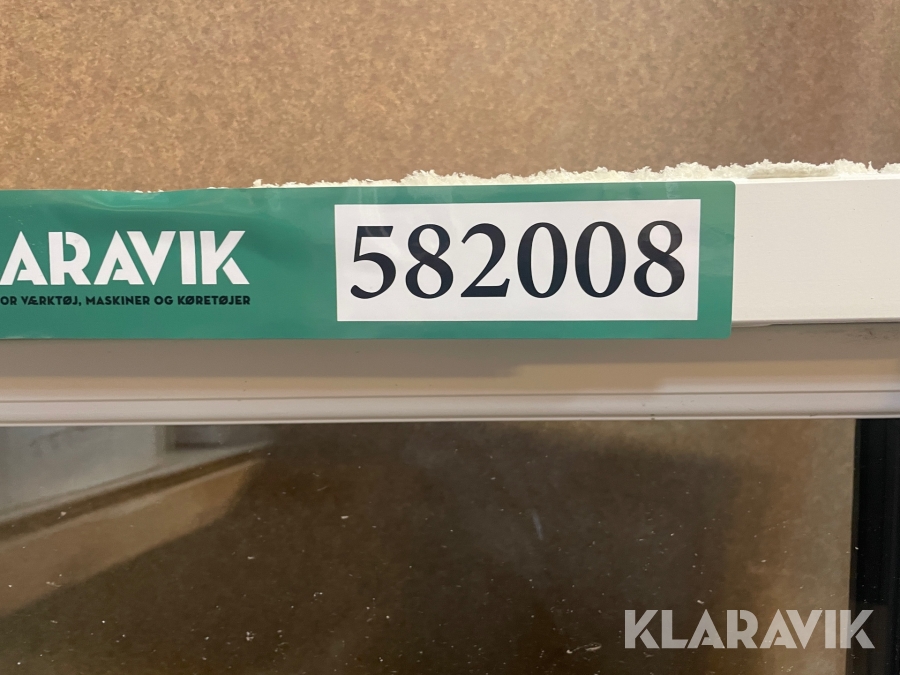 ARAVIK
OR VÆRKTØJ, MASKINER OG KØRETØJER
582008
KLARAVIK